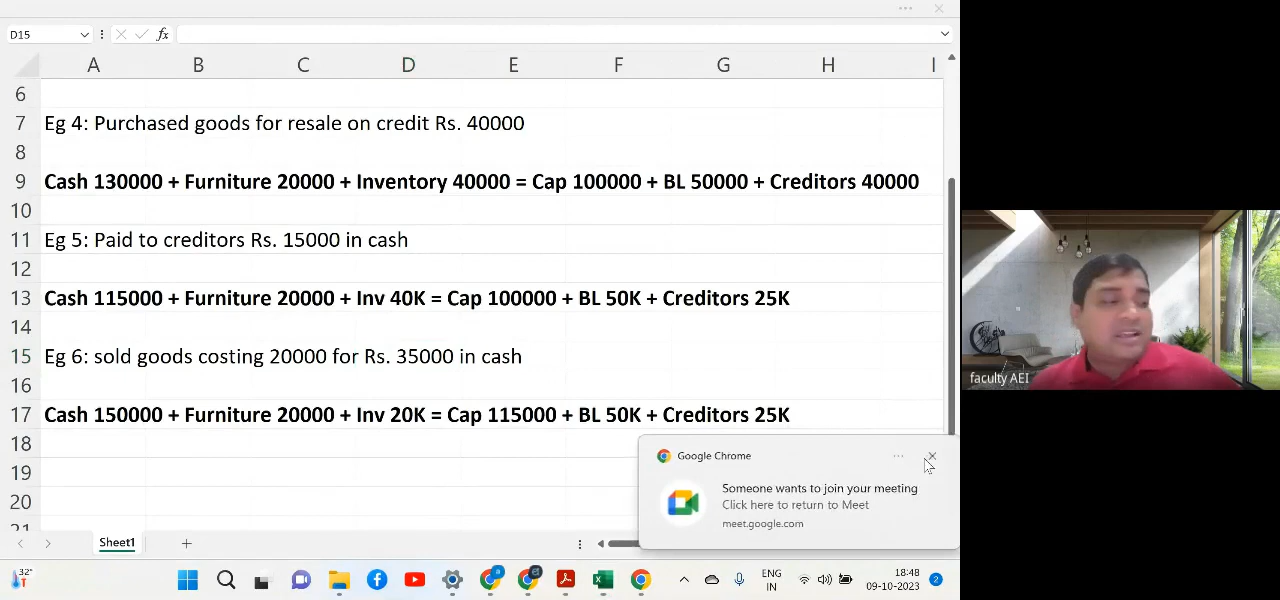 D15
fx
A B C D E F G H I
6
7 Eg 4: Purchased goods for resale on credit Rs. 40000
8
9 Cash 130000 + Furniture 20000 + Inventory 40000 = Cap 100000 + BL 50000 + Creditors 40000
10
11 Eg 5: Paid to creditors Rs. 15000 in cash
12
13 Cash 115000 + Furniture 20000 + Inv 40K = Cap 100000 + BL 50K + Creditors 25K
14
15 Eg 6: sold goods costing 20000 for Rs. 35000 in cash
16
17 Cash 150000 + Furniture 20000 + Inv 20K = Cap 115000 + BL 50K + Creditors 25K
18
19
20
21
Google Chrome
Someone wants to join your meeting
Click here to return to Meet
meet.google.com
Sheet1
32°
ENG
IN
18:48
09-10-2023
2
faculty AEI